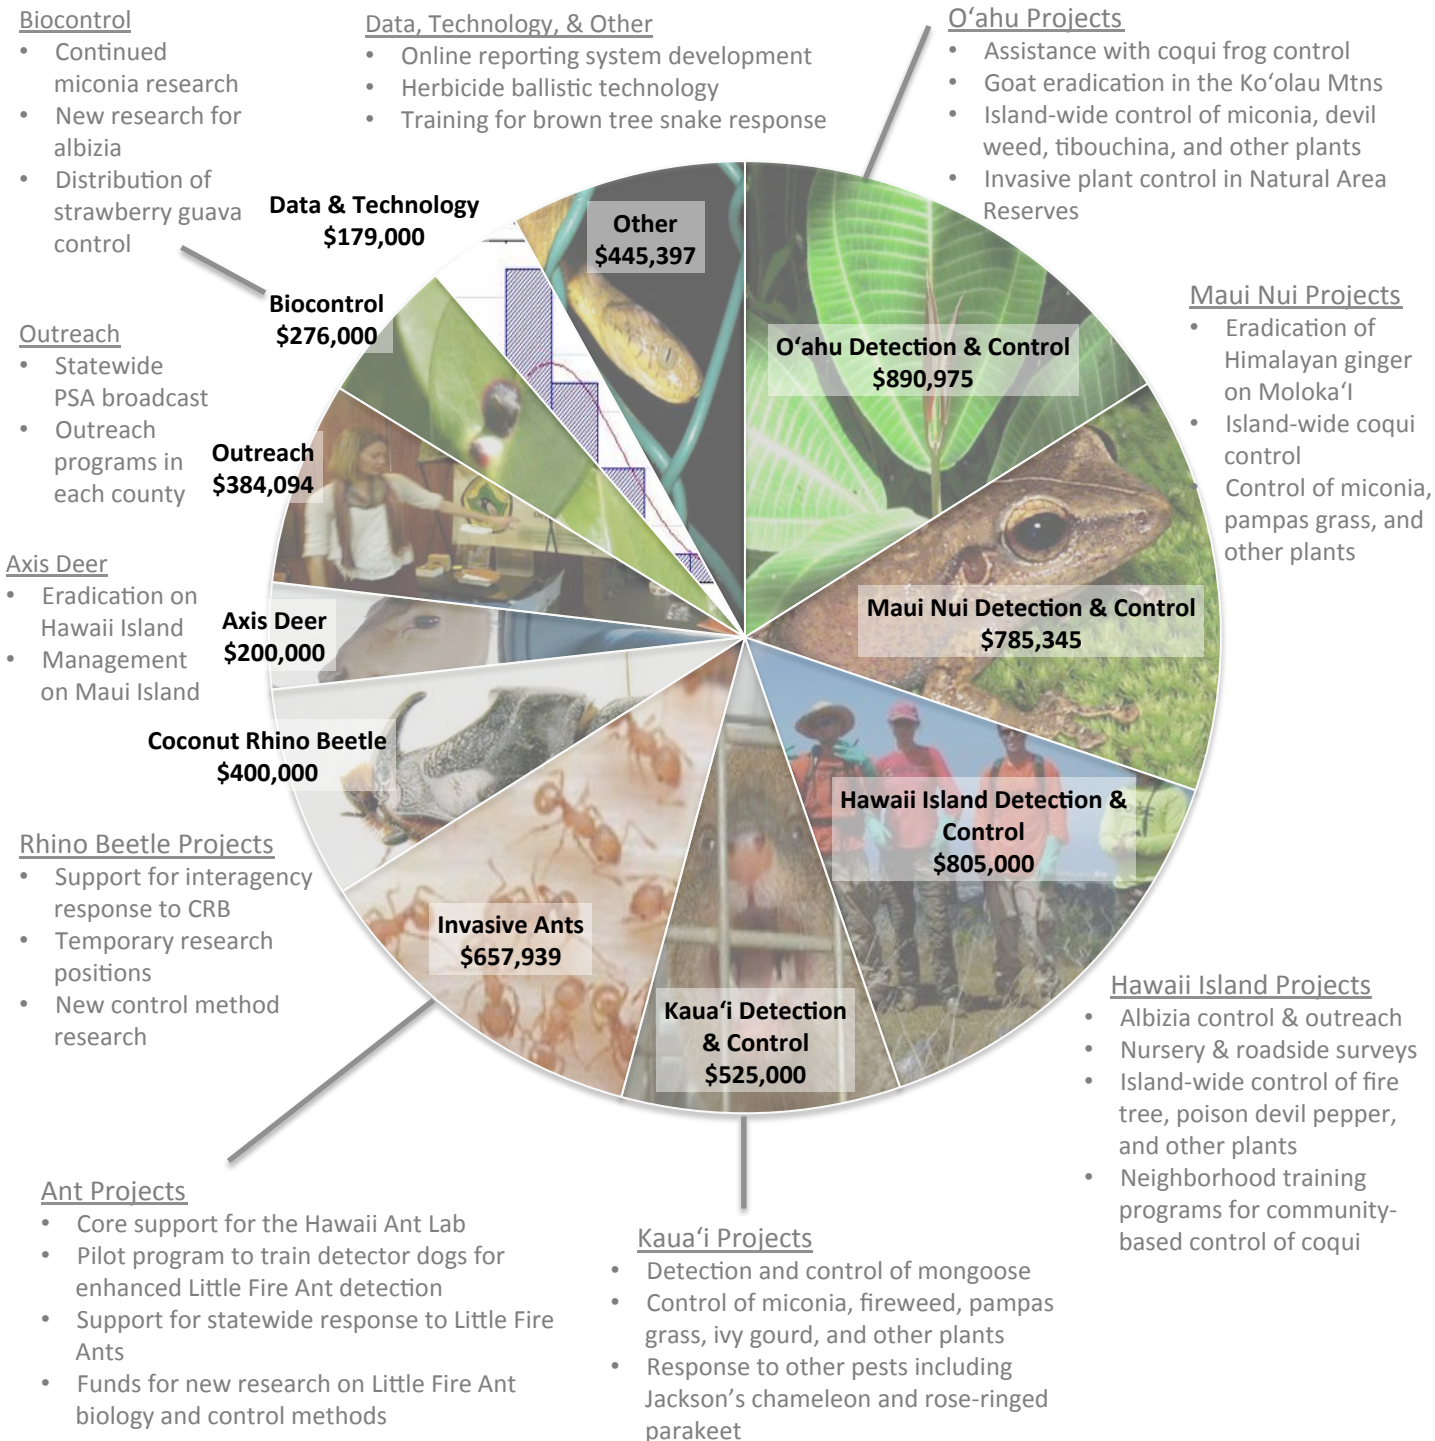 Biocontrol
• Continued
miconia research
• New research for
albizia
• Distribution of
strawberry guava
control
Data, Technology, & Other
• Online reporting system development
• Herbicide ballistic technology
• Training for brown tree snake response
Oʻahu Projects
• Assistance with coqui frog control
• Goat eradication in the Koʻolau Mtns
• Island-wide control of miconia, devil
weed, tibouchina, and other plants
• Invasive plant control in Natural Area
Reserves
Data & Technology
$179,000
Other
$445,397
Biocontrol
$276,000
Oʻahu Detection & Control
$890,975
Maui Nui Projects
• Eradication of
Himalayan ginger
on MolokaʻI
• Island-wide coqui
control
• Control of miconia,
pampas grass, and
other plants
Outreach
• Statewide
PSA broadcast
• Outreach
programs in
each county
Outreach
$384,094
Axis Deer
• Eradication on
Hawaii Island
• Management
on Maui Island
Axis Deer
$200,000
Maui Nui Detection & Control
$785,345
Coconut Rhino Beetle
$400,000
Hawaii Island Detection &
Control
$805,000
Rhino Beetle Projects
• Support for interagency
response to CRB
• Temporary research
positions
• New control method
research
Invasive Ants
$657,939
Kauaʻi Detection
& Control
$525,000
Hawaii Island Projects
• Albizia control & outreach
• Nursery & roadside surveys
• Island-wide control of fire
tree, poison devil pepper,
and other plants
• Neighborhood training
programs for community-
based control of coqui
Ant Projects
• Core support for the Hawaii Ant Lab
• Pilot program to train detector dogs for
enhanced Little Fire Ant detection
• Support for statewide response to Little Fire
Ants
• Funds for new research on Little Fire Ant
biology and control methods
Kauaʻi Projects
• Detection and control of mongoose
• Control of miconia, fireweed, pampas
grass, ivy gourd, and other plants
• Response to other pests including
Jackson's chameleon and rose-ringed
parakeet